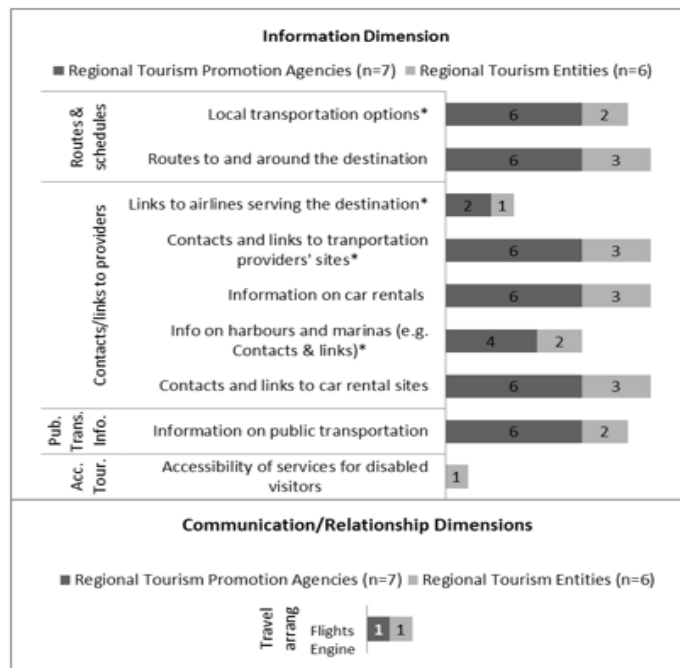 Information Dimension
Regional Tourism Promotion Agencies (n=7) Regional Tourism Entities (n=6)
Routes &
schedules
Local transportation options*
6 2
Routes to and around the destination
6 3
Contacts/links to providers
Links to airlines serving the destination*
2 1
Contacts and links to tranportation
providers' sites*
6 3
Information on car rentals
6 3
Info on harbours and marinas (e.g.
Contacts & links)*
4 2
Contacts and links to car rental sites
6 3
Pub.
Trans.
Info.
Information on public transportation
6 2
Acc.
Tour.
Accessibility of services for disabled
visitors
1
Communication/Relationship Dimensions
Regional Tourism Promotion Agencies (n=7) Regional Tourism Entities (n=6)
Travel
arrang
Flights
Engine
1 1